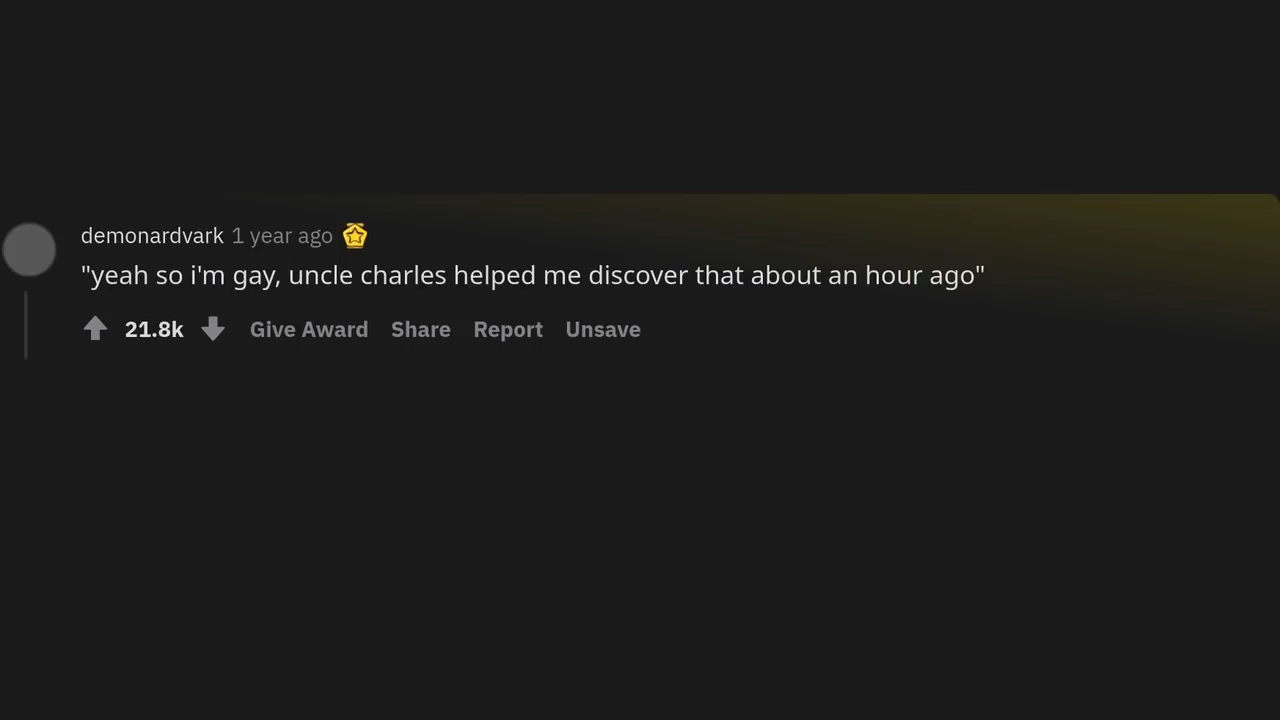 demonardvark 1 year ago
"yeah so i'm gay, uncle charles helped me discover that about an hour ago"
21.8k Give Award Share Report Unsave